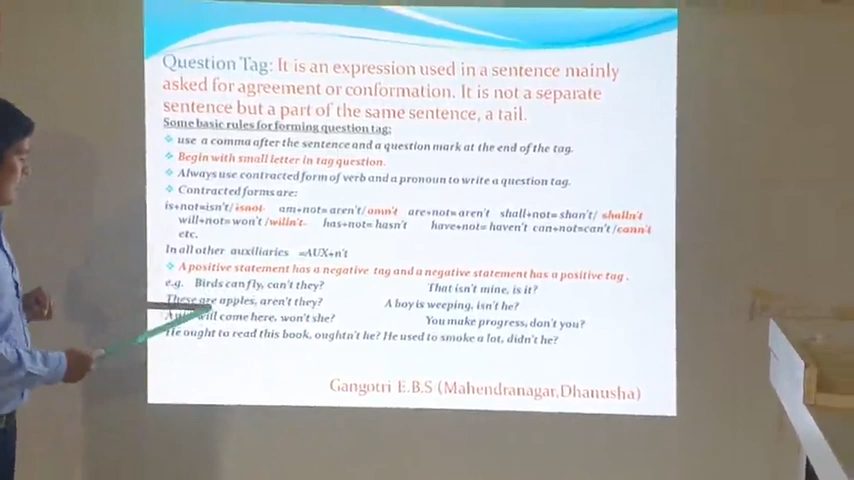 Question Tag: It is an expression used in a sentence mainly
asked for agreement or conformation. It is not a separate
sentence but a part of the same sentence, a tail.
Some basic rules for forming question tag:
use a comma after the sentence and a question mark at the end of the tag.
Begin with small letter in tag question.
Always use contracted form of verb and a pronoun to write a question tag.
Contracted forms are:
is+not=isn't/isnot am+not=aren't/amn't are+not=aren't shall+not=shan't/shalln't
will+not=won't/willn't has+not=hasn't have+not=haven't can+not=can't/cann't
etc.
In all other auxiliaries =AUX+n't
A positive statement has a negative tag and a negative statement has a positive tag.
e.g. Birds can fly, can't they? That isn't mine, is it?
These are apples, aren't they? A boy is weeping, isn't he?
will come here, won't she? You make progress, don't you?
He ought to read this book, oughtn't he? He used to smoke a lot, didn't he?
Gangotri E.B.S (Mahendranagar,Dhanusha)